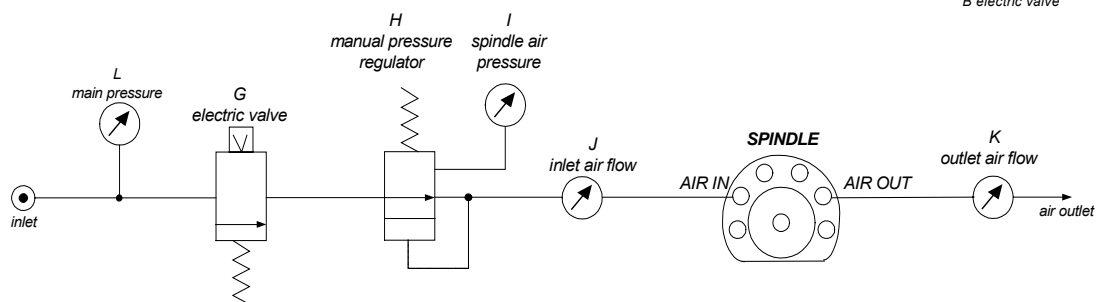 B electric valve
H
manual pressure
regulator
I
spindle air
pressure
L
main pressure
G
electric valve
J
inlet air flow
SPINDLE
K
outlet air flow
AIR IN
AIR OUT
inlet
air outlet